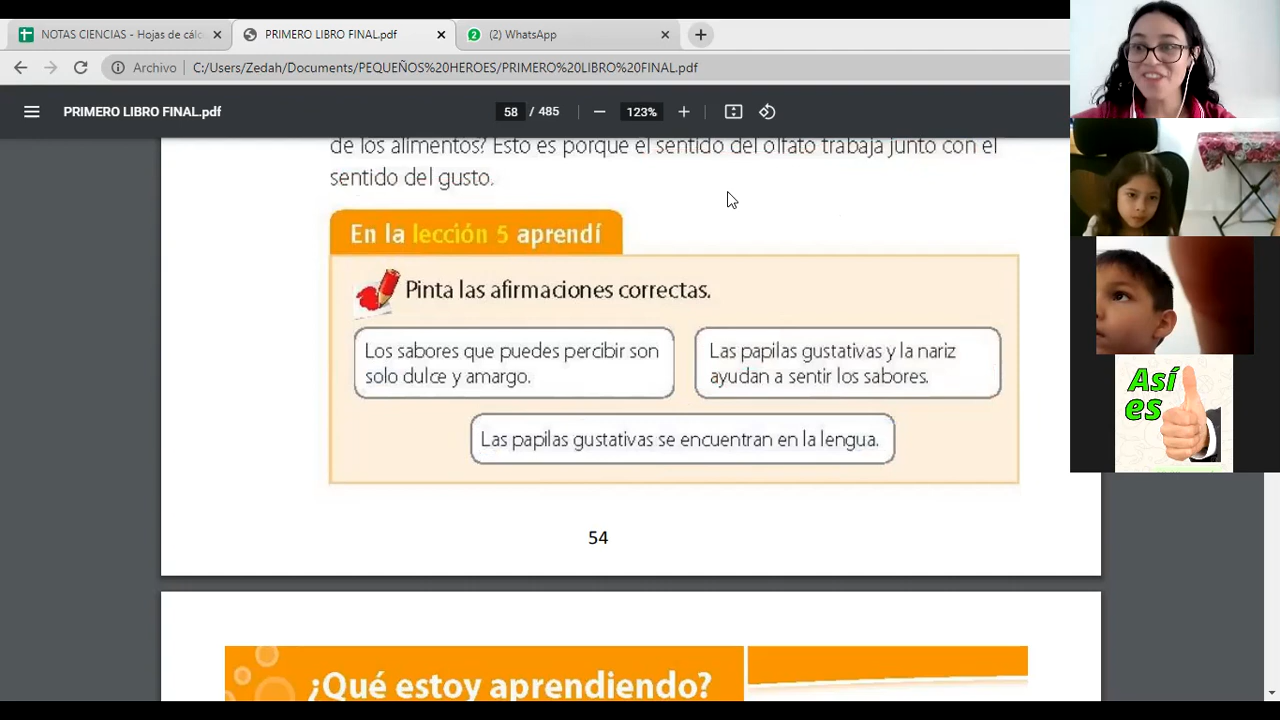 NOTAS CIENCIAS - Hojas de cálc
PRIMERO LIBRO FINAL.pdf
(2) WhatsApp
Archivo C:/Users/Zedah/Documents/PEQUEÑOS%20HEROES/PRIMERO%20LIBRO%20FINAL.pdf
PRIMERO LIBRO FINAL.pdf
58 / 485
123%
de los alimentos? Esto es porque el sentido del olfato trabaja junto con el
sentido del gusto.
En la lección 5 aprendí
Pinta las afirmaciones correctas.
Los sabores que puedes percibir son
solo dulce y amargo.
Las papilas gustativas y la nariz
ayudan a sentir los sabores.
Las papilas gustativas se encuentran en la lengua.
54
¿Qué estoy aprendiendo?
Así
es